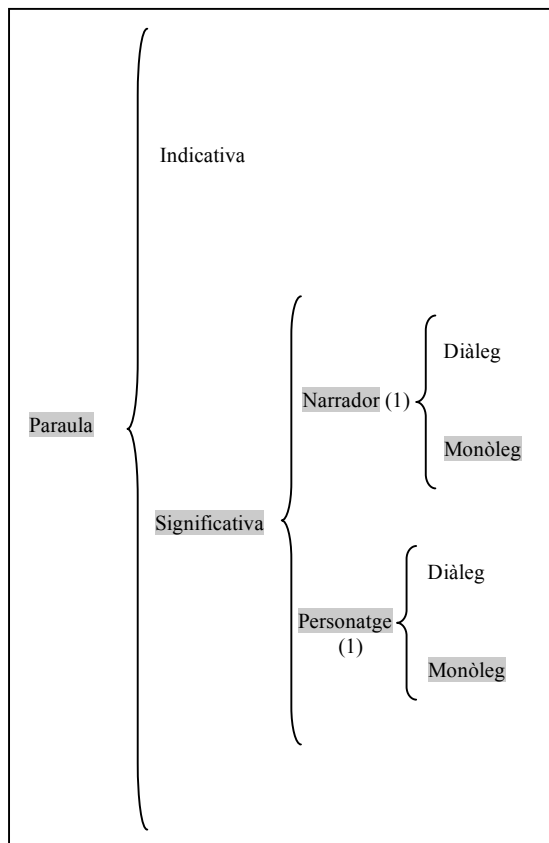 Indicativa
Diàleg
Narrador (1)
Paraula
Monòleg
Significativa
Diàleg
Personatge
(1)
Monòleg